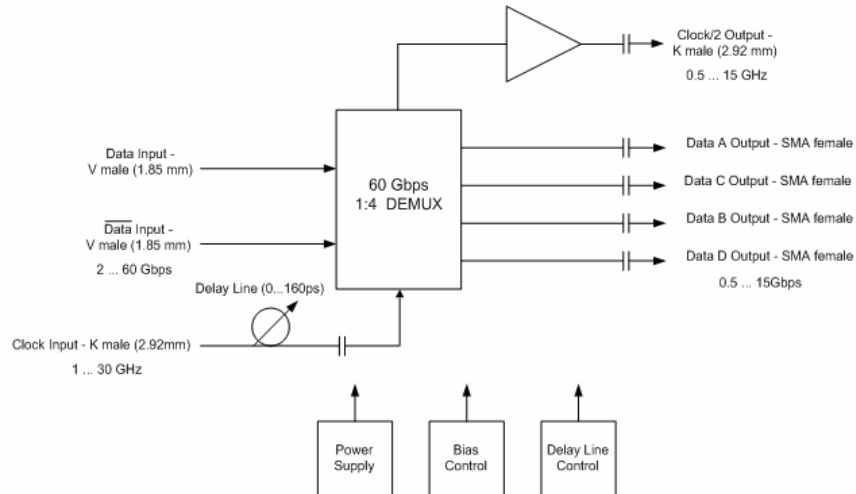 Clock/2 Output -
K male (2.92 mm)
0.5 ... 15 GHz
Data Input -
V male (1.85 mm)
Data Input -
V male (1.85 mm)
2 ... 60 Gbps
60 Gbps
1:4 DEMUX
Data A Output - SMA female
Data C Output - SMA female
Data B Output - SMA female
Data D Output - SMA female
0.5 ... 15Gbps
Delay Line (0...160ps)
Clock Input - K male (2.92mm)
1 ... 30 GHz
Power
Supply
Bias
Control
Delay Line
Control